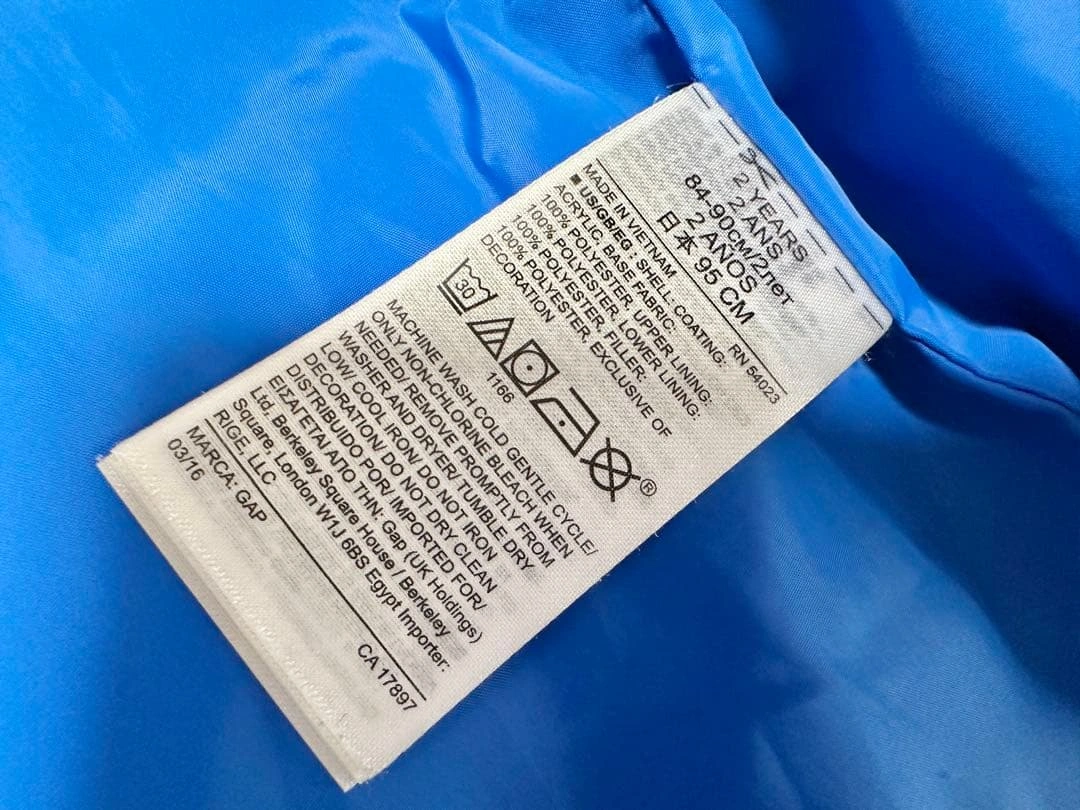 2 YEARS
2 ANS
84-90см/2лет
2 AÑOS
日本 95 CM
MADE IN VIETNAM RN 54023
■ US/GB/EG : SHELL: COATING:
ACRYLIC, BASE FABRIC:
100% POLYESTER, UPPER LINING:
100% POLYESTER, LOWER LINING:
100% POLYESTER, FILLER:
100% POLYESTER, EXCLUSIVE OF
DECORATION
30
1166
®
MACHINE WASH COLD GENTLE CYCLE/
ONLY NON-CHLORINE BLEACH WHEN
NEEDED/ REMOVE PROMPTLY FROM
WASHER AND DRYER/ TUMBLE DRY
LOW/ COOL IRON/ DO NOT IRON
DECORATION/ DO NOT DRY CLEAN
DISTRIBUIDO POR/ IMPORTED FOR/
ΕΙΣΑΓΕΤΑΙ ΑΠΟ ΤΗΝ: Gap (UK Holdings)
Ltd, Berkeley Square House / Berkeley
Square, London W1J 6BS Egypt Importer:
RIGE, LLC
MARCA: GAP CA 17897
03/16